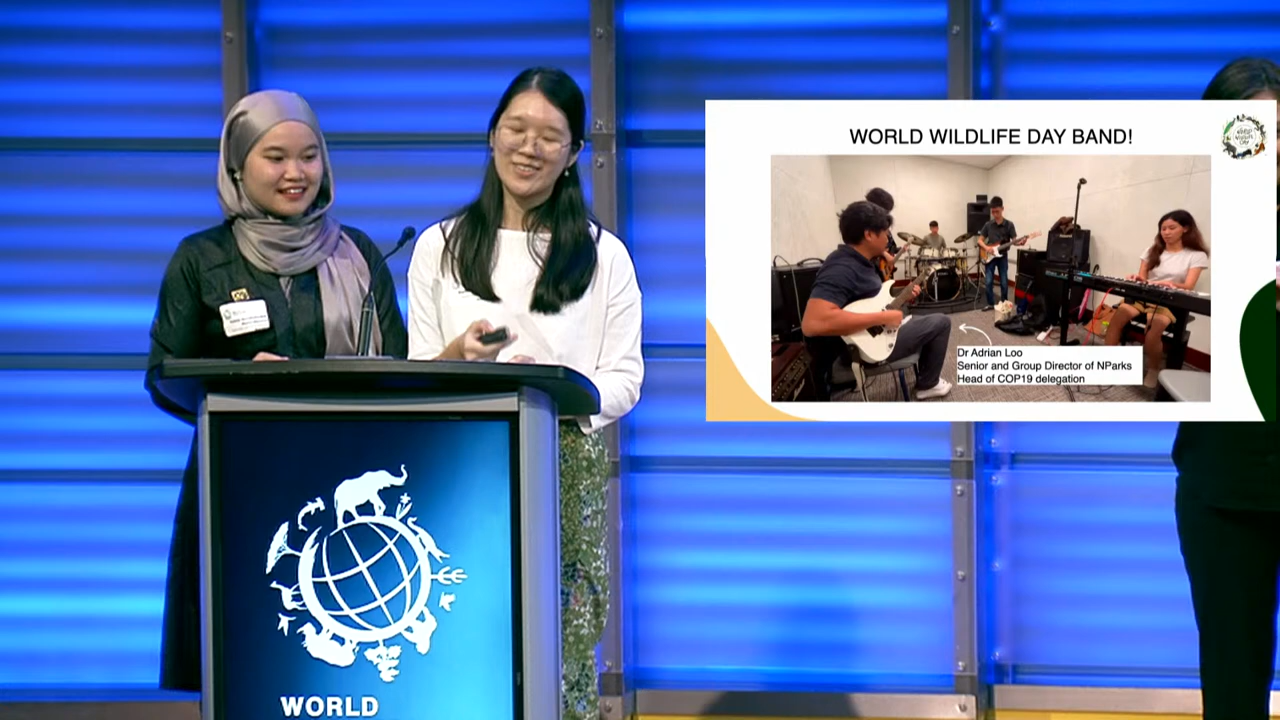 WORLD WILDLIFE DAY BAND!
Dr Adrian Loo
Senior and Group Director of NParks
Head of COP19 delegation
WORLD